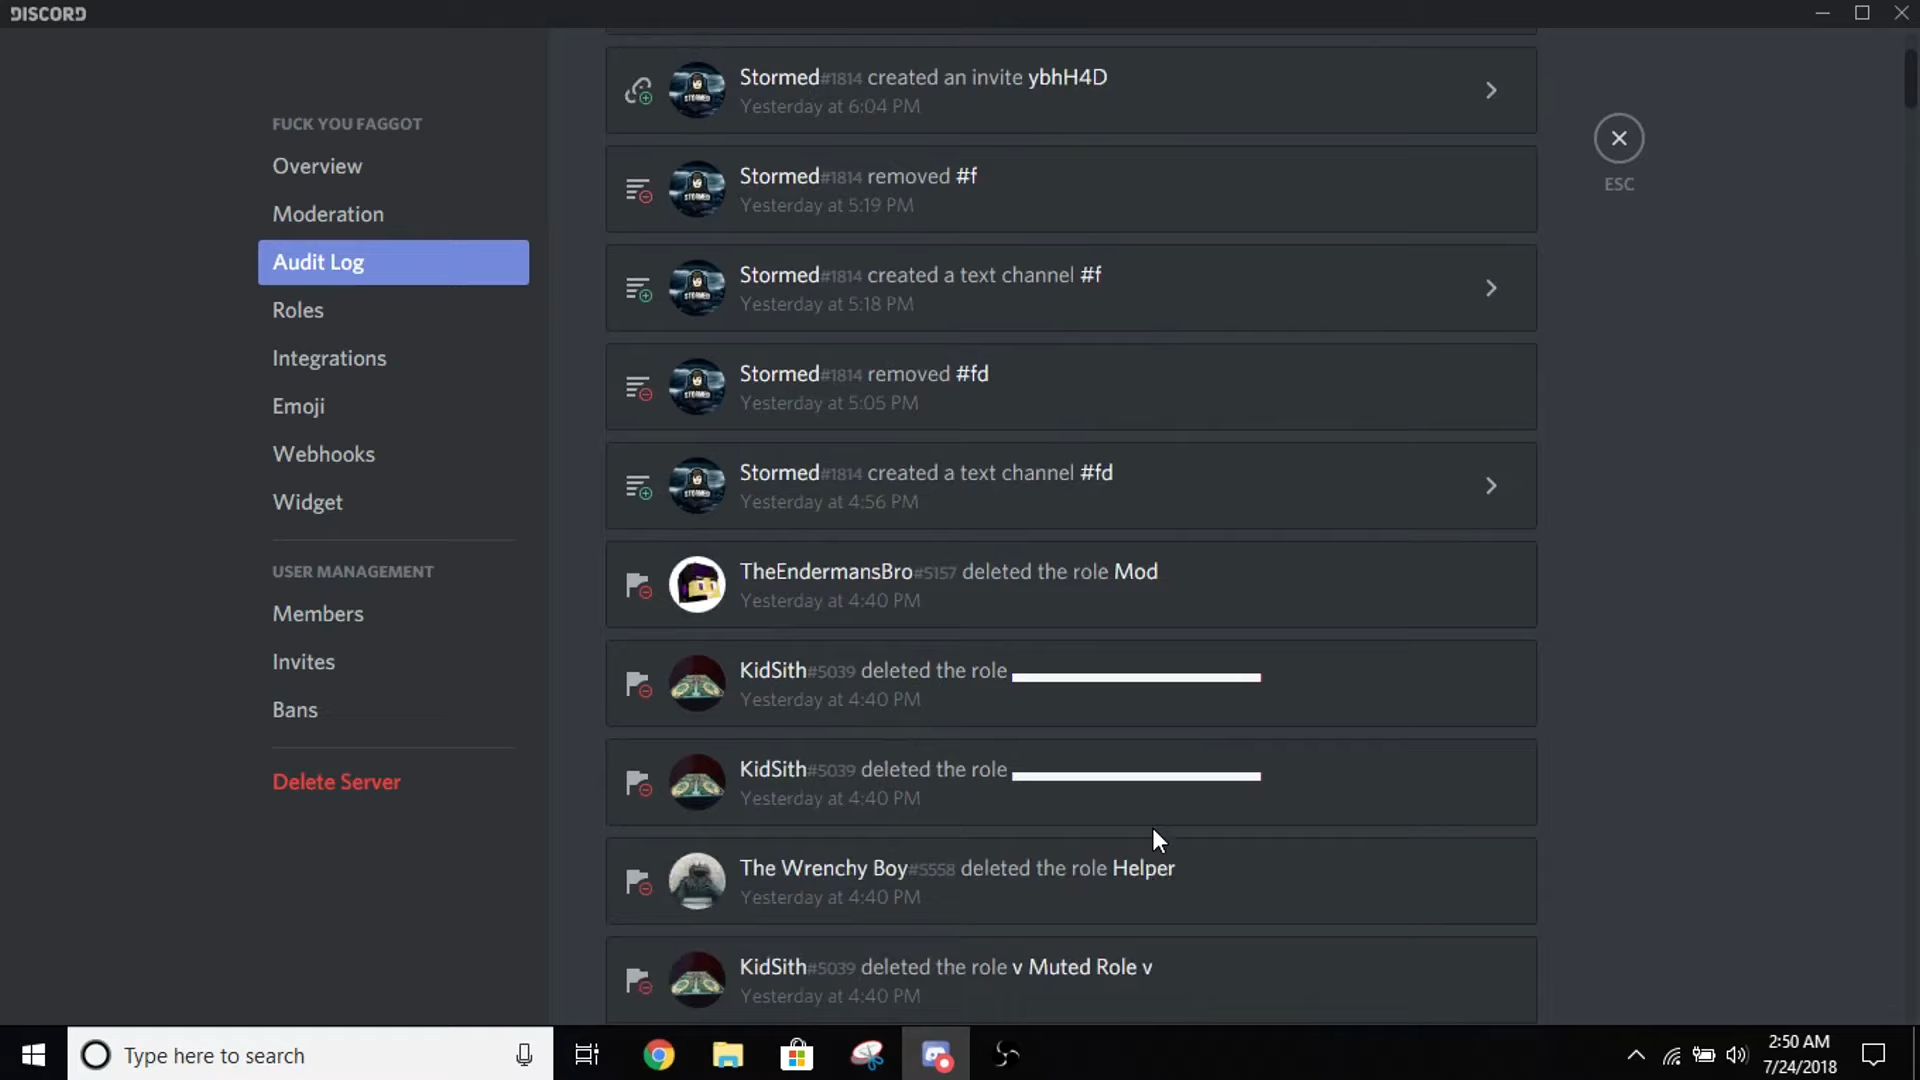 DISCORD
FUCK YOU FAGGOT
Overview
Moderation
Audit Log
Roles
Integrations
Emoji
Webhooks
Widget
USER MANAGEMENT
Members
Invites
Bans
Delete Server
Stormed#1814 created an invite ybhH4D
Yesterday at 6:04 PM
Stormed#1814 removed #f
Yesterday at 5:19 PM
Stormed#1814 created a text channel #f
Yesterday at 5:18 PM
Stormed#1814 removed #fd
Yesterday at 5:05 PM
Stormed#1814 created a text channel #fd
Yesterday at 4:56 PM
TheEndermansBro#5157 deleted the role Mod
Yesterday at 4:40 PM
KidSith#5039 deleted the role
Yesterday at 4:40 PM
KidSith#5039 deleted the role
Yesterday at 4:40 PM
The Wrenchy Boy#5558 deleted the role Helper
Yesterday at 4:40 PM
KidSith#5039 deleted the role v Muted Role v
Yesterday at 4:40 PM
ESC
Type here to search
2:50 AM
7/24/2018